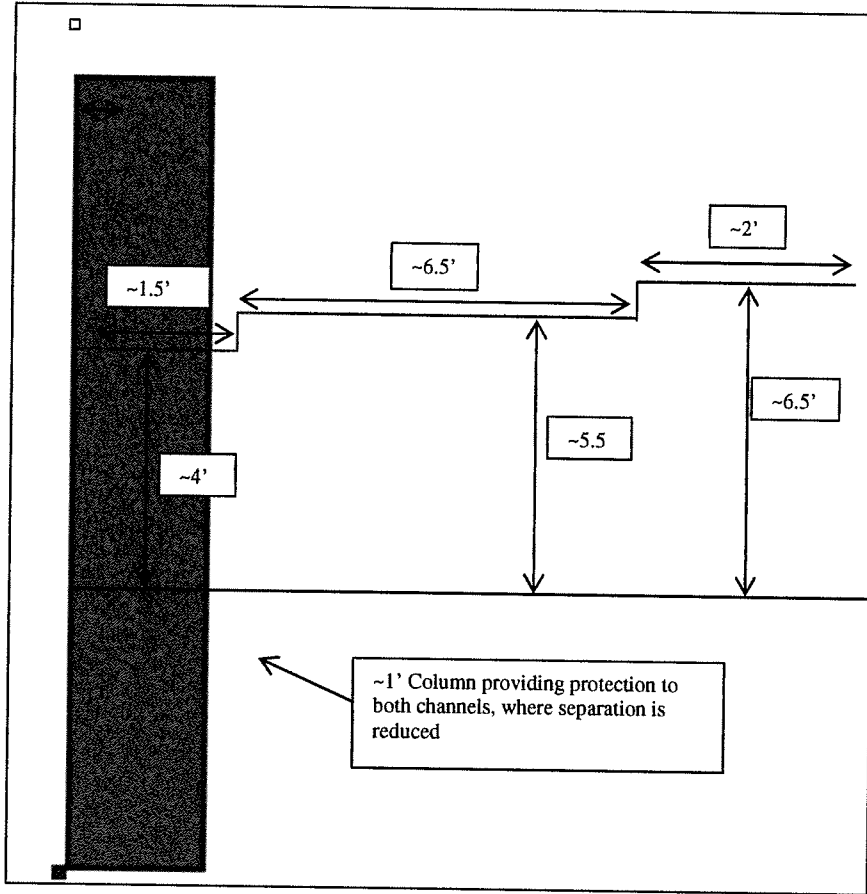 ~2'
~6.5'
~1.5'
~6.5'
~5.5
~4'
~1' Column providing protection to
both channels, where separation is
reduced